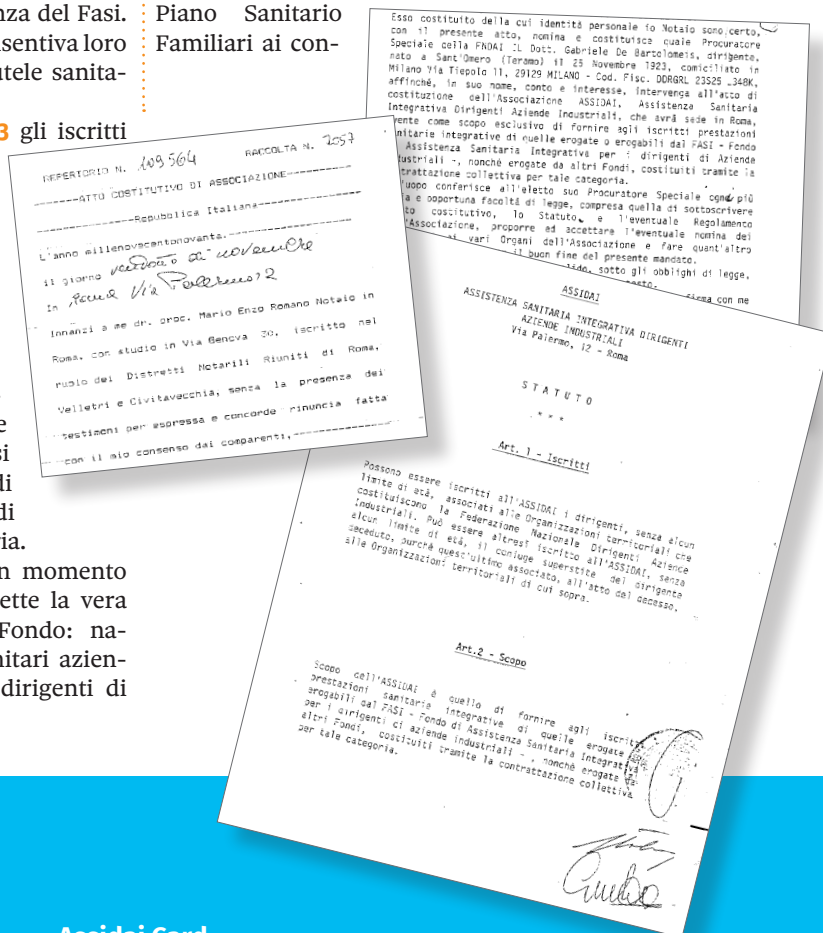 nza del Fasi.
sentiva loro
utele sanita-
3 gli iscritti
e
si
di
di
ria.
n momento
ette la vera
Fondo: na-
nitari azien-
dirigenti di
Piano Sanitario
Familiari ai con-
Esso costituito della cui identità personale io Notaio sono certo,
con il presente atto, nomina e costituisce quale Procuratore
Speciale della FNDAI IL Dott. Gabriele De Bartolomeis, dirigente,
nato a Sant'Omero (Teramo) il 25 Novembre 1923, comiciliato in
Milano Via Tiepolo 11, 29129 MILANO - Cod. Fisc. DDRGRL 23S25 348K,
affinché, in suo nome, conto e interesse, intervenga all'atto di
costituzione dell'Associazione ASSIDAI, Assistenza Sanitaria
Integrativa Dirigenti Aziende Industriali, che avrà sede in Roma,
vente come scopo esclusivo di fornire agli iscritti prestazioni
nitarie integrative di quelle erogate o erogabili dal FASI - Fondo
Assistenza Sanitaria Integrativa per i dirigenti di Aziende
dustriali -, nonché erogate da altri Fondi, costituiti tramite la
trattazione collettiva per tale categoria.
uopo conferisce all'eletto suo Procuratore Speciale ogni più
a e opportuna facoltà di legge, compresa quella di sottoscrivere
to costitutivo, lo Statuto, e l'eventuale Regolamento
Associazione, proporre ed accettare l'eventuale nomina dei
vari Organi dell'Associazione e fare quant'altro
il buon fine del presente mandato.
ido, sotto gli obblighi di legge,
esto.
firma con me
REPERTORIO N. 109564 RACCOLTA N. 2057
ATTO COSTITUTIVO DI ASSOCIAZIONE
Repubblica Italiana
L'anno millenovecentonovanta.
il giorno ventotto di novembre
In Roma Via Palermo 12
Innanzi a me dr. proc. Mario Enzo Romano Notaio in
Roma, con studio in Via Genova 30, iscritto nel
ruolo dei Distretti Notarili Riuniti di Roma,
Velletri e Civitavecchia, senza la presenza dei
testimoni per espressa e concorde rinuncia fatta
con il mio consenso dai comparenti,
ASSIDAI
ASSISTENZA SANITARIA INTEGRATIVA DIRIGENTI
AZIENDE INDUSTRIALI
Via Palermo, 12 - Roma
S T A T U T O
* * *
Art. 1 - Iscritti
Possono essere iscritti all'ASSIDAI i dirigenti, senza alcun
limite di età, associati alle Organizzazioni territoriali che
costituiscono la Federazione Nazionale Dirigenti Aziende
Industriali. Può essere altresì iscritto all'ASSIDAI, senza
alcun limite di età, il coniuge superstite del dirigente
deceduto, purché quest'ultimo associato, all'atto del decesso,
alle Organizzazioni territoriali di cui sopra.
Art.2 - Scopo
Scopo dell'ASSIDAI è quello di fornire agli iscritti
prestazioni sanitarie integrative di quelle erogate
erogabili dal FASI - Fondo di Assistenza Sanitaria Integrativa
per i dirigenti di aziende industriali - , nonché erogate da
altri Fondi, costituiti tramite la contrattazione collettiva
per tale categoria.
Assidai Card